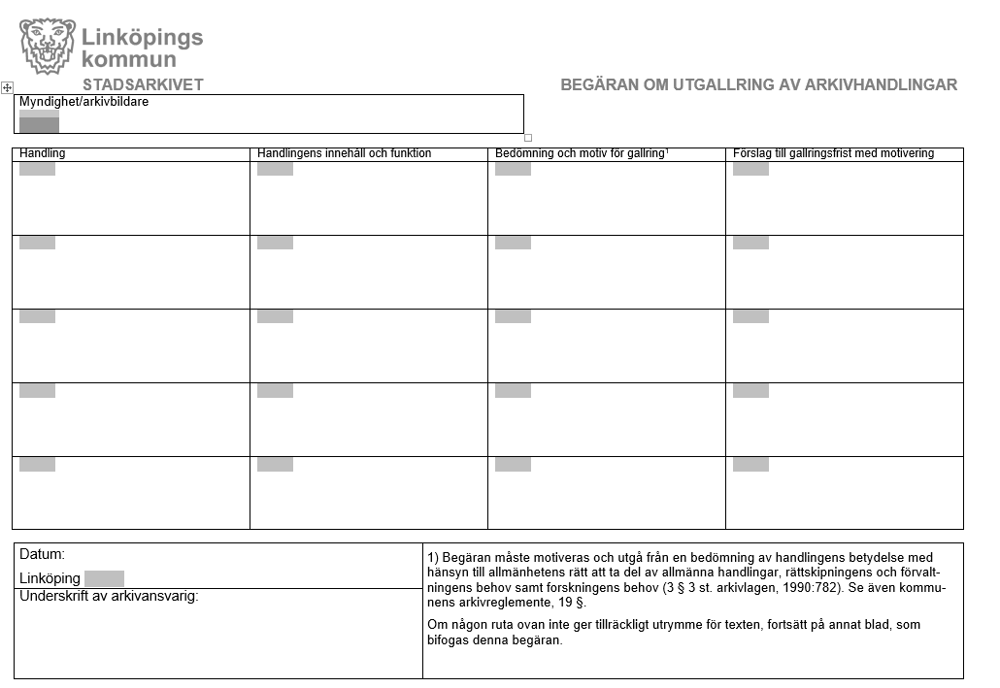 Linköpings
kommun
STADSARKIVET
BEGÄRAN OM UTGALLRING AV ARKIVHANDLINGAR
Myndighet/arkivbildare
Handling
Handlingens innehåll och funktion
Bedömning och motiv för gallring¹
Förslag till gallringsfrist med motivering
Datum:
Linköping
Underskrift av arkivansvarig:
1) Begäran måste motiveras och utgå från en bedömning av handlingens betydelse med
hänsyn till allmänhetens rätt att ta del av allmänna handlingar, rättskipningens och förvalt-
ningens behov samt forskningens behov (3 § 3 st. arkivlagen, 1990:782). Se även kommu-
nens arkivreglemente, 19 §.
Om någon ruta ovan inte ger tillräckligt utrymme för texten, fortsätt på annat blad, som
bifogas denna begäran.